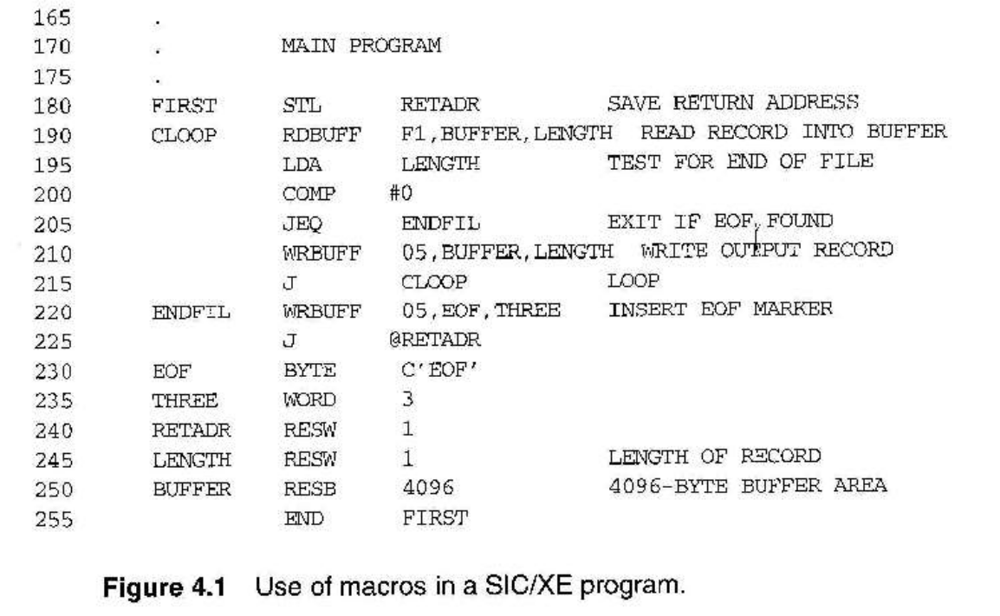 165 .
170 . MAIN PROGRAM
175 .
180 FIRST STL RETADR SAVE RETURN ADDRESS
190 CLOOP RDBUFF F1,BUFFER,LENGTH READ RECORD INTO BUFFER
195 LDA LENGTH TEST FOR END OF FILE
200 COMP #0
205 JEQ ENDFIL EXIT IF EOF FOUND
210 WRBUFF 05,BUFFER,LENGTH WRITE OUTPUT RECORD
215 J CLOOP LOOP
220 ENDFIL WRBUFF 05,EOF,THREE INSERT EOF MARKER
225 J @RETADR
230 EOF BYTE C'EOF'
235 THREE WORD 3
240 RETADR RESW 1
245 LENGTH RESW 1 LENGTH OF RECORD
250 BUFFER RESB 4096 4096-BYTE BUFFER AREA
255 END FIRST
Figure 4.1 Use of macros in a SIC/XE program.